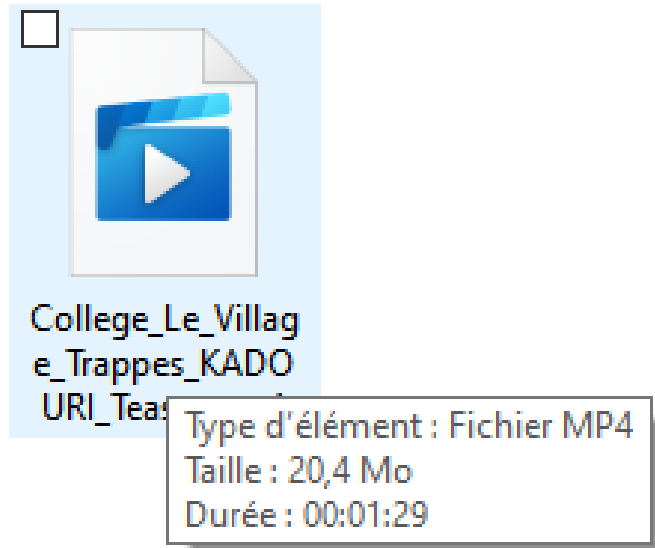 College_Le_Villag
e_Trappes_KADO
URI_Teas
Type d'élément : Fichier MP4
Taille : 20,4 Mo
Durée : 00:01:29